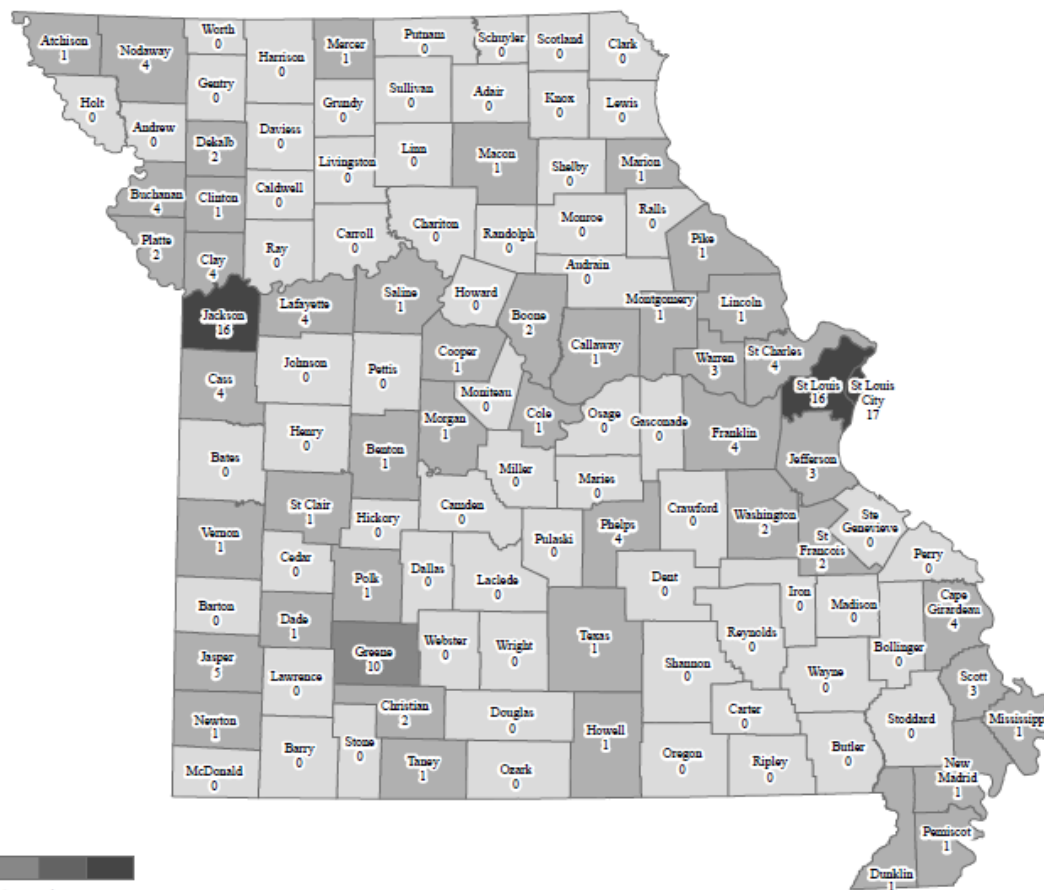 Atchison
1
Nodaway
4
Worth
0
Gentry
0
Harrison
0
Mercer
1
Putnam
0
Schuyler
0
Scotland
0
Clark
0
Holt
0
Andrew
0
Dekalb
2
Daviess
0
Grundy
0
Sullivan
0
Adair
0
Knox
0
Lewis
0
Livingston
0
Linn
0
Macon
1
Shelby
0
Marion
1
Buchanan
4
Clinton
1
Caldwell
0
Platte
2
Clay
4
Ray
0
Carroll
0
Chariton
0
Randolph
0
Monroe
0
Ralls
0
Pike
1
Audrain
0
Jackson
16
Lafayette
4
Saline
1
Howard
0
Boone
2
Callaway
1
Montgomery
1
Lincoln
1
Warren
3
St Charles
4
St Louis
16
St Louis
City
17
Cass
4
Johnson
0
Pettis
0
Cooper
1
Moniteau
0
Morgan
1
Cole
1
Osage
0
Gasconade
0
Franklin
4
Jefferson
3
Bates
0
Henry
0
Benton
1
Miller
0
Maries
0
Camden
0
St Clair
1
Hickory
0
Vernon
1
Cedar
0
Polk
1
Dallas
0
Laclede
0
Pulaski
0
Phelps
4
Crawford
0
Washington
2
St
Francois
2
Ste
Genevieve
0
Perry
0
Dent
0
Iron
0
Madison
0
Cape
Girardeau
4
Barton
0
Dade
1
Greene
10
Webster
0
Wright
0
Texas
1
Shannon
0
Reynolds
0
Wayne
0
Bollinger
0
Scott
3
Jasper
5
Lawrence
0
Christian
2
Douglas
0
Howell
1
Carter
0
Stoddard
0
Mississipp
1
Newton
1
McDonald
0
Barry
0
Stone
0
Taney
1
Ozark
0
Oregon
0
Ripley
0
Butler
0
New
Madrid
1
Pemiscot
1
Dunklin
1